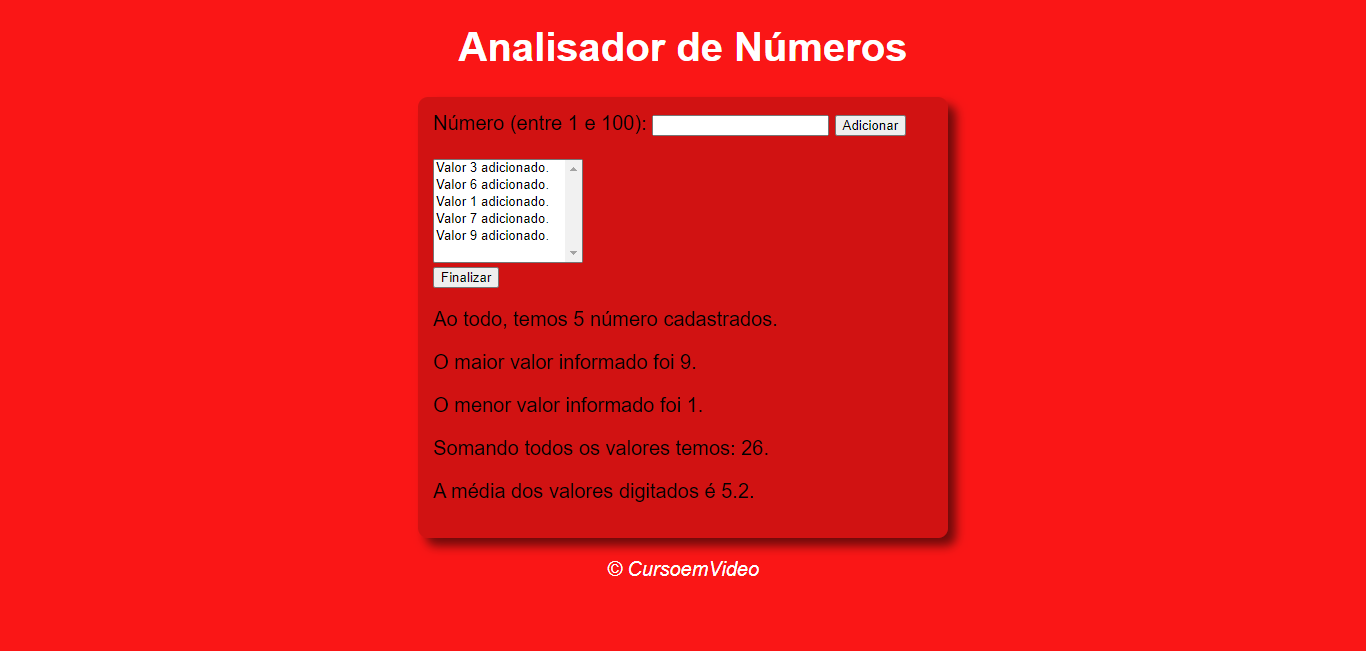 Analisador de Números
Número (entre 1 e 100): Adicionar
Valor 3 adicionado.
Valor 6 adicionado.
Valor 1 adicionado.
Valor 7 adicionado.
Valor 9 adicionado.
Finalizar
Ao todo, temos 5 número cadastrados.
O maior valor informado foi 9.
O menor valor informado foi 1.
Somando todos os valores temos: 26.
A média dos valores digitados é 5.2.
© CursoemVideo